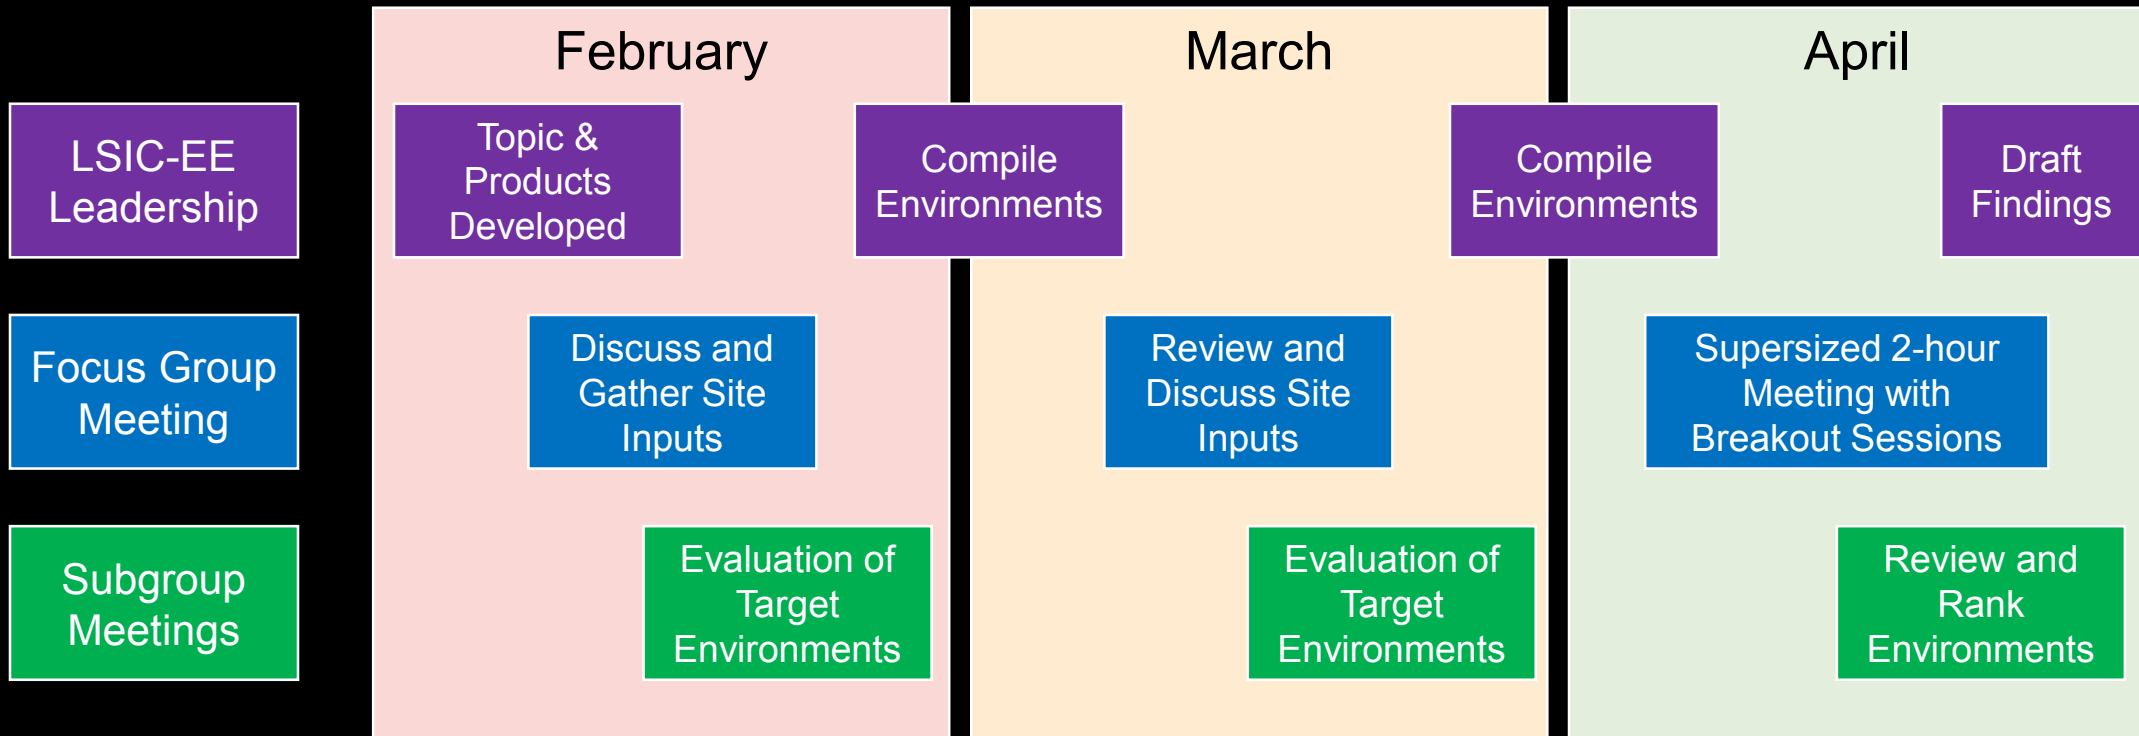 February
March
April
LSIC-EE
Leadership
Topic &
Products
Developed
Compile
Environments
Compile
Environments
Draft
Findings
Focus Group
Meeting
Discuss and
Gather Site
Inputs
Review and
Discuss Site
Inputs
Supersized 2-hour
Meeting with
Breakout Sessions
Subgroup
Meetings
Evaluation of
Target
Environments
Evaluation of
Target
Environments
Review and
Rank
Environments